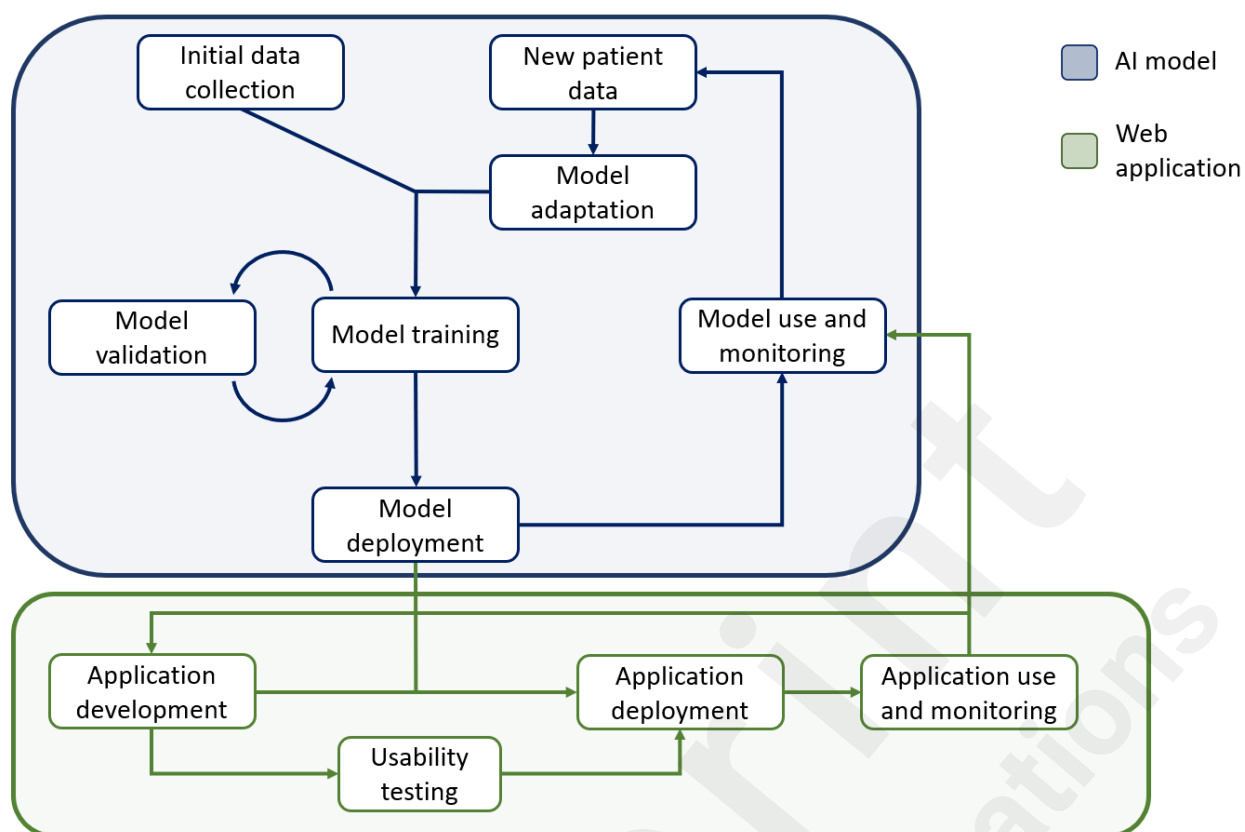 Initial data
collection
New patient
data
AI model
Web
application
Model
adaptation
Model
validation
Model training
Model use and
monitoring
Model
deployment
Application
development
Application
deployment
Application use
and monitoring
Usability
testing